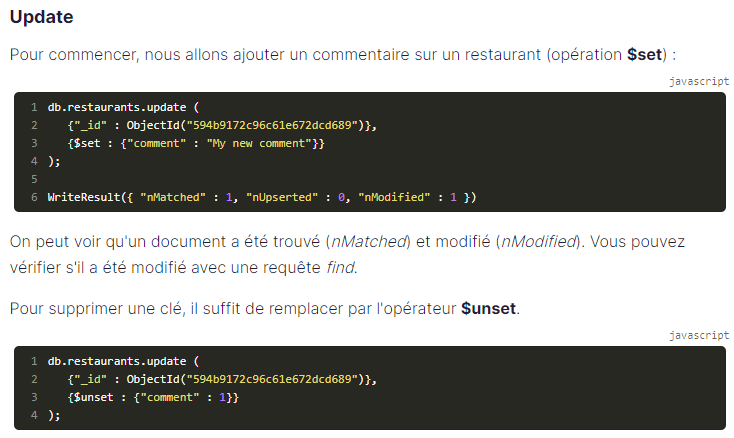 Update
Pour commencer, nous allons ajouter un commentaire sur un restaurant (opération $set) :
javascript
1 db.restaurants.update (
2 {"_id" : ObjectId("594b9172c96c61e672dcd689")},
3 {$set : {"comment" : "My new comment"}}
4 );
5
6 WriteResult({ "nMatched" : 1, "nUpserted" : 0, "nModified" : 1 })
On peut voir qu'un document a été trouvé (nMatched) et modifié (nModified). Vous pouvez
vérifier s'il a été modifié avec une requête find.
Pour supprimer une clé, il suffit de remplacer par l'opérateur $unset.
javascript
1 db.restaurants.update (
2 {"_id" : ObjectId("594b9172c96c61e672dcd689")},
3 {$unset : {"comment" : 1}}
4 );